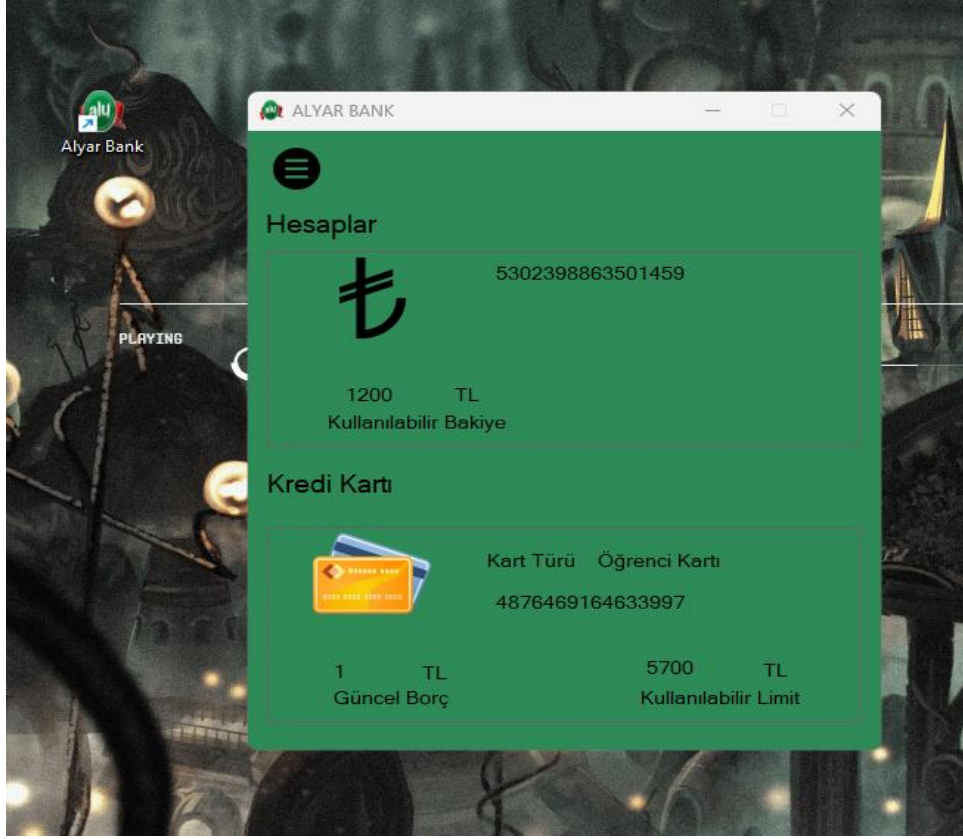 alu
Alyar Bank
ALYAR BANK
PLAYING
Hesaplar
5302398863501459
1200 TL
Kullanılabilir Bakiye
Kredi Kartı
Kart Türü Öğrenci Kartı
4876469164633997
1 TL
Güncel Borç
5700 TL
Kullanılabilir Limit